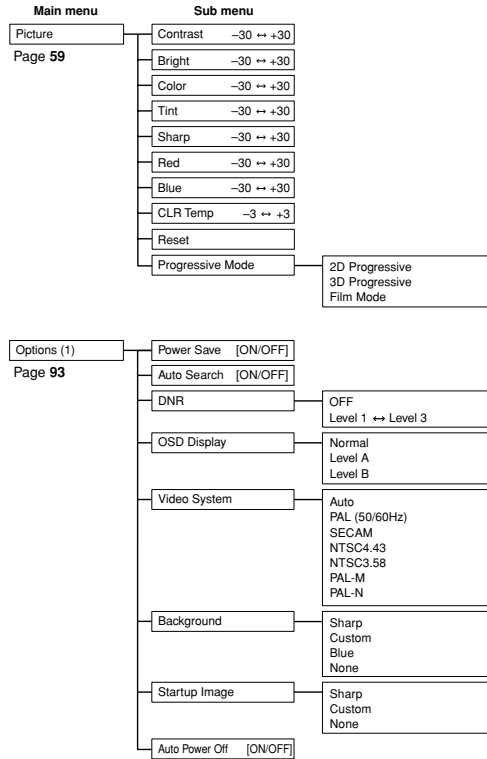 Main menu Sub menu
Picture
Page 59
Contrast –30 ↔ +30
Bright –30 ↔ +30
Color –30 ↔ +30
Tint –30 ↔ +30
Sharp –30 ↔ +30
Red –30 ↔ +30
Blue –30 ↔ +30
CLR Temp –3 ↔ +3
Reset
Progressive Mode
2D Progressive
3D Progressive
Film Mode
Options (1)
Page 93
Power Save [ON/OFF]
Auto Search [ON/OFF]
DNR
OFF
Level 1 ↔ Level 3
OSD Display
Normal
Level A
Level B
Video System
Auto
PAL (50/60Hz)
SECAM
NTSC4.43
NTSC3.58
PAL-M
PAL-N
Background
Sharp
Custom
Blue
None
Startup Image
Sharp
Custom
None
Auto Power Off [ON/OFF]